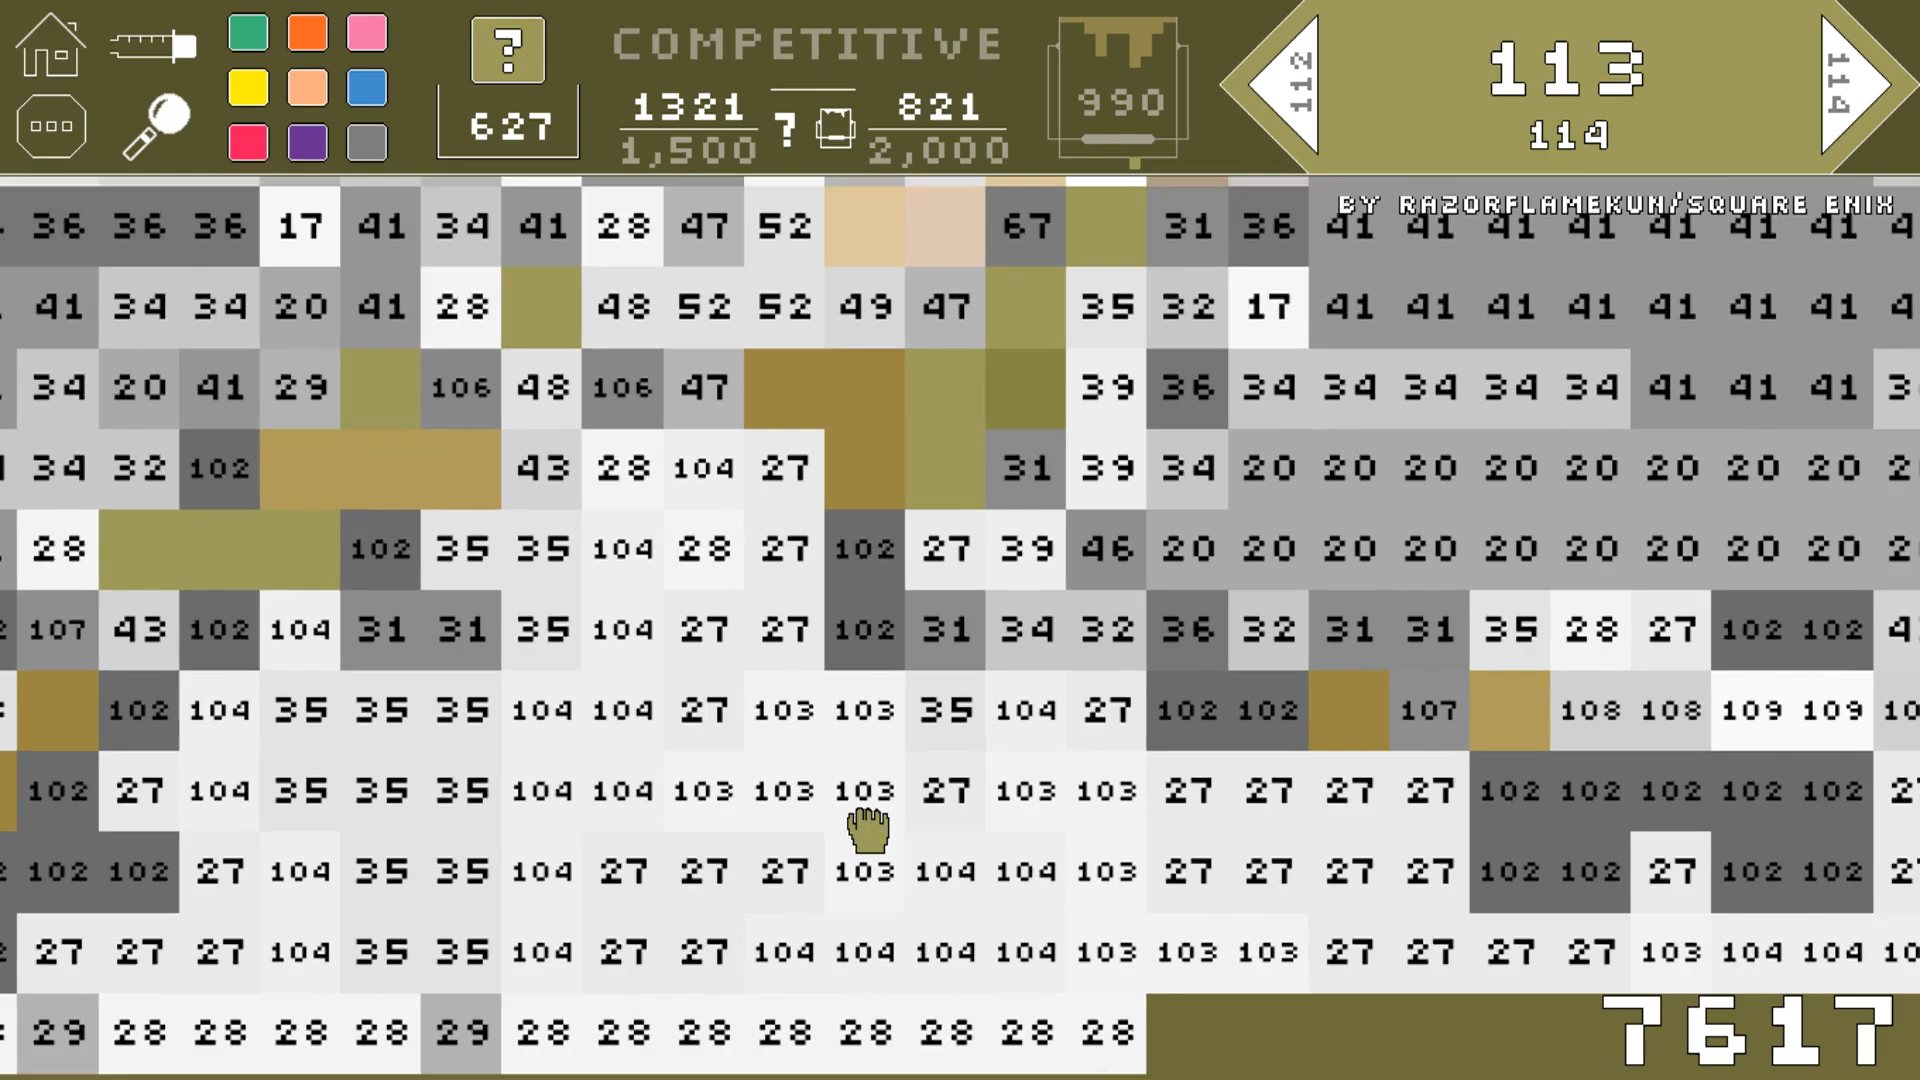 COMPETITIVE
?
627
1321
1,500
?
821
2,000
990
112
113
114
114
BY RAZORFLAMEKUN/SQUARE ENIX
36 36 36 17 41 34 41 28 47 52 67 31 36 41 41 41 41 41 41 41
41 34 34 20 41 28 48 52 52 49 47 35 32 17 41 41 41 41 41 41 41
34 20 41 29 106 48 106 47 39 36 34 34 34 34 34 41 41 41
34 32 102 43 28 104 27 31 39 34 20 20 20 20 20 20 20 20
28 102 35 35 104 28 27 102 27 39 46 20 20 20 20 20 20 20 20 20
107 43 102 104 31 31 35 104 27 27 102 31 34 32 36 32 31 31 35 28 27 102 102
102 104 35 35 35 104 104 27 103 103 35 104 27 102 102 107 108 108 109 109
102 27 104 35 35 35 104 104 103 103 103 27 103 103 27 27 27 27 102 102 102 102 102
102 102 27 104 35 35 104 27 27 27 103 104 104 103 27 27 27 27 102 102 27 102 102
27 27 27 104 35 35 104 27 27 104 104 104 104 103 103 103 27 27 27 27 103 104 104
29 28 28 28 28 29 28 28 28 28 28 28 28 28
7617